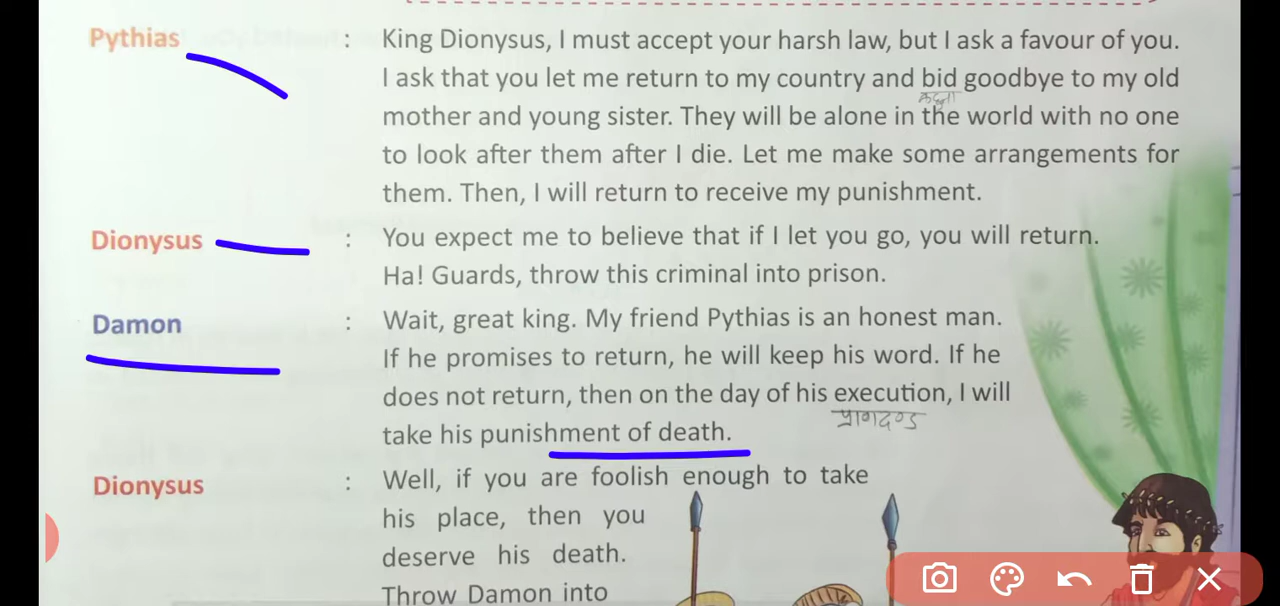 Pythias : King Dionysus, I must accept your harsh law, but I ask a favour of you.
I ask that you let me return to my country and bid goodbye to my old
कहना
mother and young sister. They will be alone in the world with no one
to look after them after I die. Let me make some arrangements for
them. Then, I will return to receive my punishment.
Dionysus : You expect me to believe that if I let you go, you will return.
Ha! Guards, throw this criminal into prison.
Damon : Wait, great king. My friend Pythias is an honest man.
If he promises to return, he will keep his word. If he
does not return, then on the day of his execution, I will
प्राणदण्ड
take his punishment of death.
Dionysus : Well, if you are foolish enough to take
his place, then you
deserve his death.
Throw Damon into